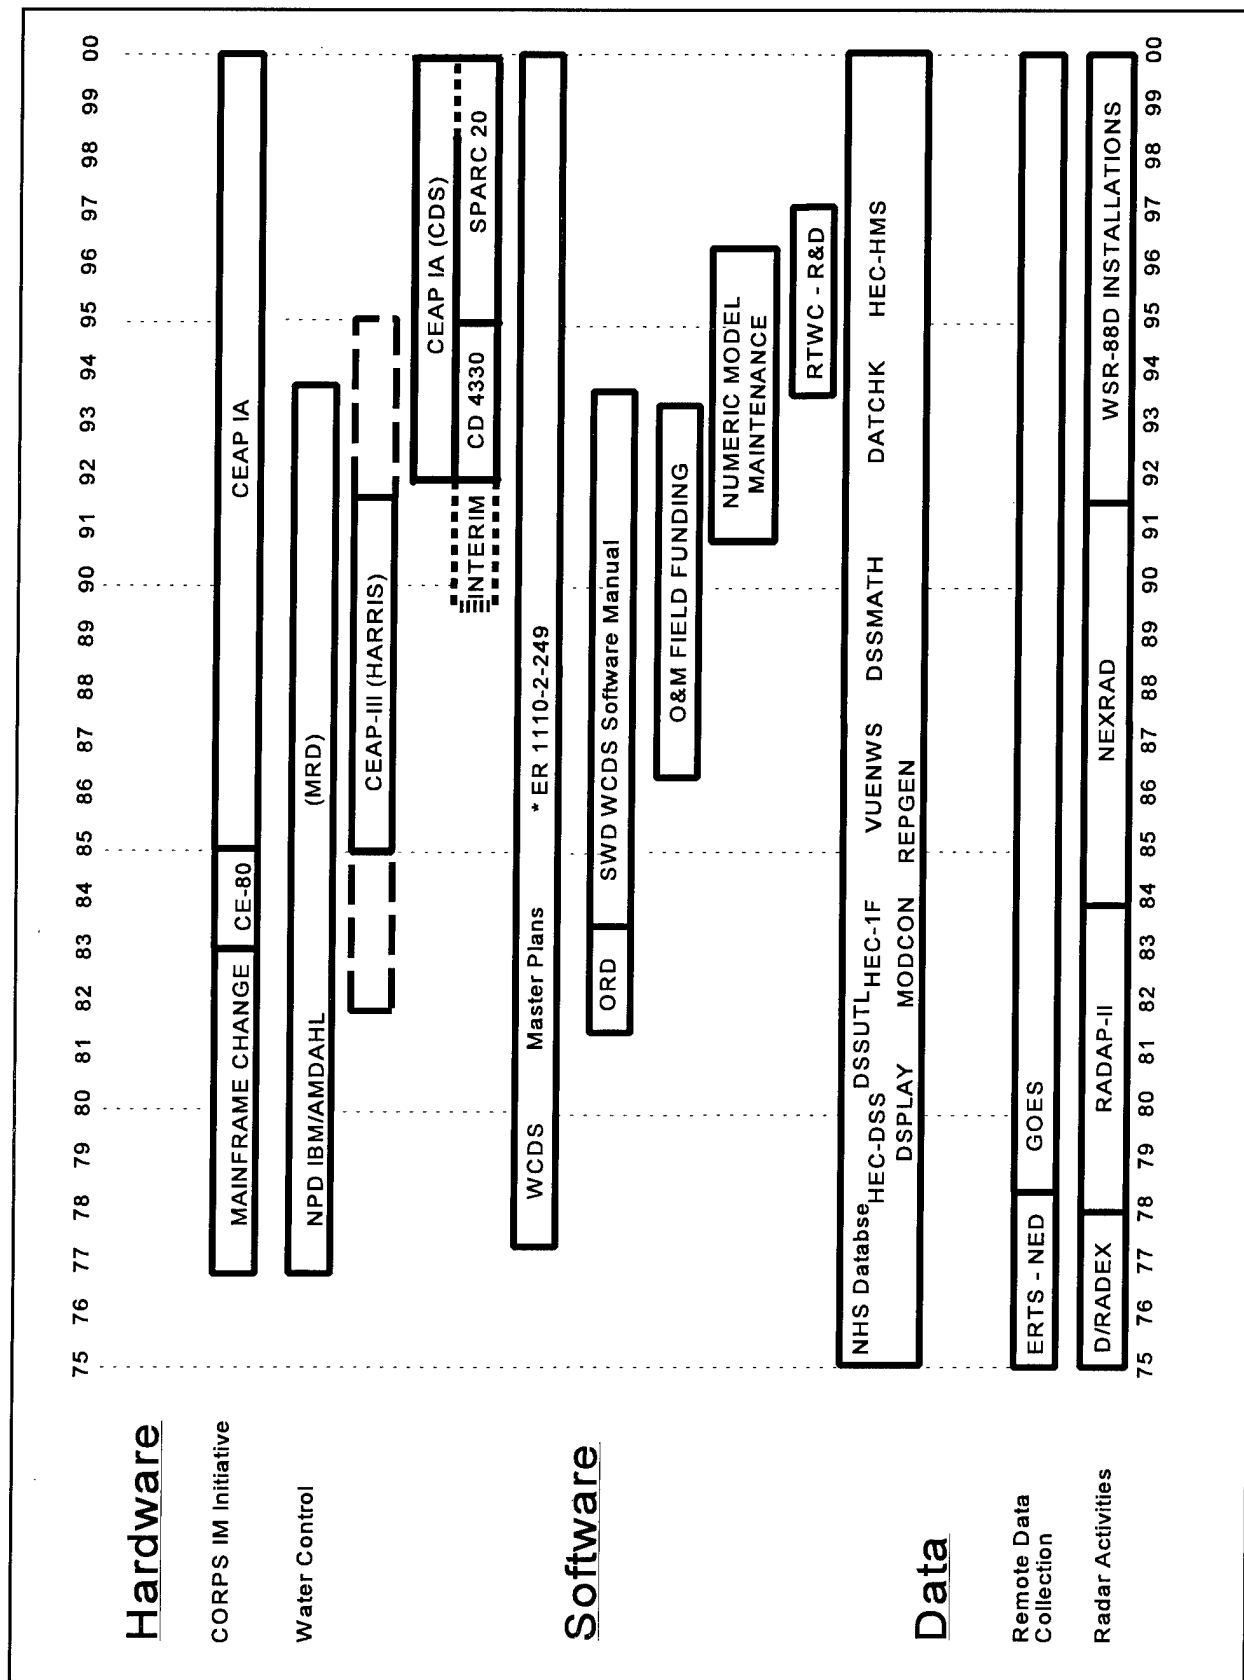 75 76 77 78 79 80 81 82 83 84 85 86 87 88 89 90 91 92 93 94 95 96 97 98 99 00
Hardware
CORPS IM Initiative
MAINFRAME CHANGE CE-80 CEAP IA
Water Control
NPD IBM/AMDAHL (MRD)
CEAP-III (HARRIS)
CEAP IA (CDS)
INTERIM CD 4330 SPARC 20
WCDS Master Plans * ER 1110-2-249
Software
ORD SWD WCDS Software Manual
O&M FIELD FUNDING
NUMERIC MODEL
MAINTENANCE
RTWC - R&D
NHS Databse HEC-DSS DSSUTL HEC-1F VUENWS DSSMATH DATCHK HEC-HMS
DSPLAY MODCON REPGEN
Data
Remote Data
Collection
ERTS - NED GOES
Radar Activities
D/RADEX RADAP-II NEXRAD WSR-88D INSTALLATIONS
75 76 77 78 79 80 81 82 83 84 85 86 87 88 89 90 91 92 93 94 95 96 97 98 99 00